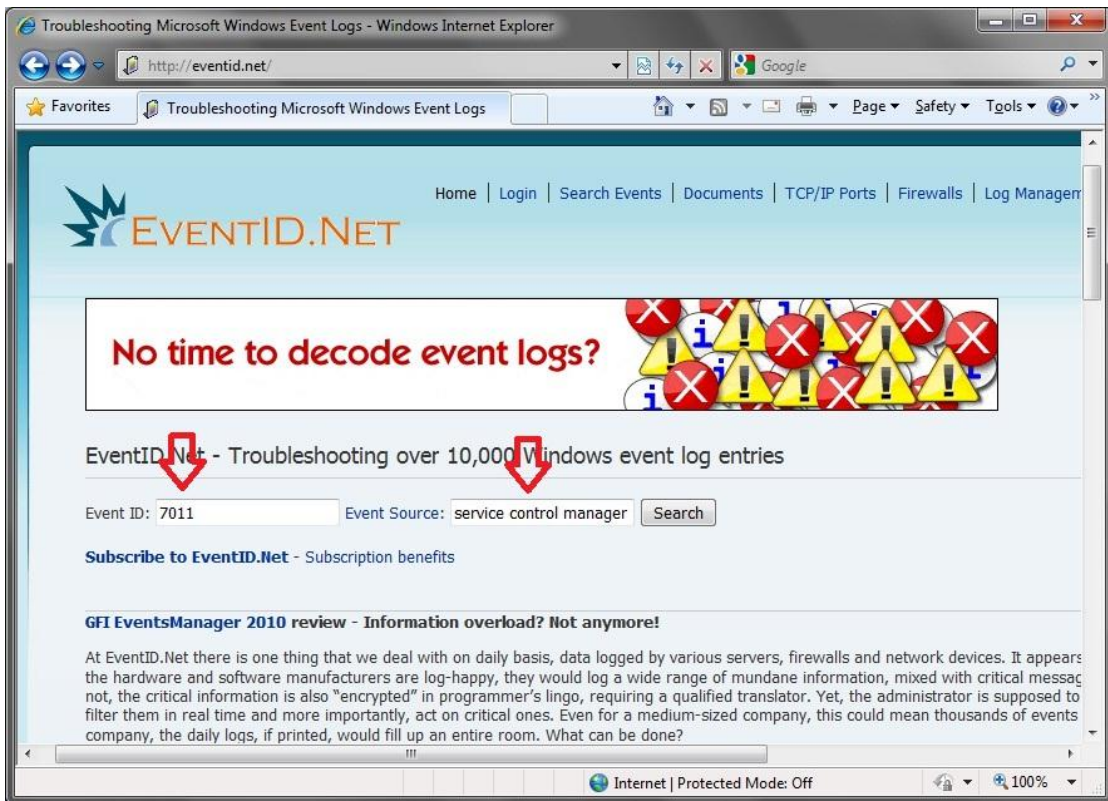 Troubleshooting Microsoft Windows Event Logs - Windows Internet Explorer
http://eventid.net/
Google
Favorites
Troubleshooting Microsoft Windows Event Logs
Page
Safety
Tools
Home | Login | Search Events | Documents | TCP/IP Ports | Firewalls | Log Managem
EVENTID.NET
No time to decode event logs?
EventID.Net - Troubleshooting over 10,000 Windows event log entries
Event ID: 7011 Event Source: service control manager Search
Subscribe to EventID.Net - Subscription benefits
GFI EventsManager 2010 review - Information overload? Not anymore!
At EventID.Net there is one thing that we deal with on daily basis, data logged by various servers, firewalls and network devices. It appears
the hardware and software manufacturers are log-happy, they would log a wide range of mundane information, mixed with critical messag
not, the critical information is also "encrypted" in programmer's lingo, requiring a qualified translator. Yet, the administrator is supposed to
filter them in real time and more importantly, act on critical ones. Even for a medium-sized company, this could mean thousands of events
company, the daily logs, if printed, would fill up an entire room. What can be done?
Internet | Protected Mode: Off
100%